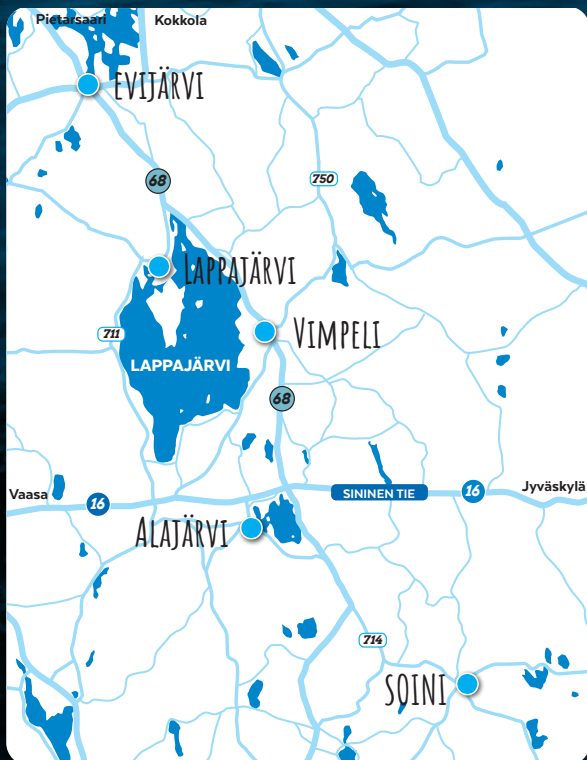 Pietarsaari
Kokkola
EVIJÄRVI
68
750
LAPPAJÄRVI
711
VIMPELI
LAPPAJÄRVI
68
Vaasa
16
SININEN TIE
16
Jyväskylä
ALAJÄRVI
714
SOINI